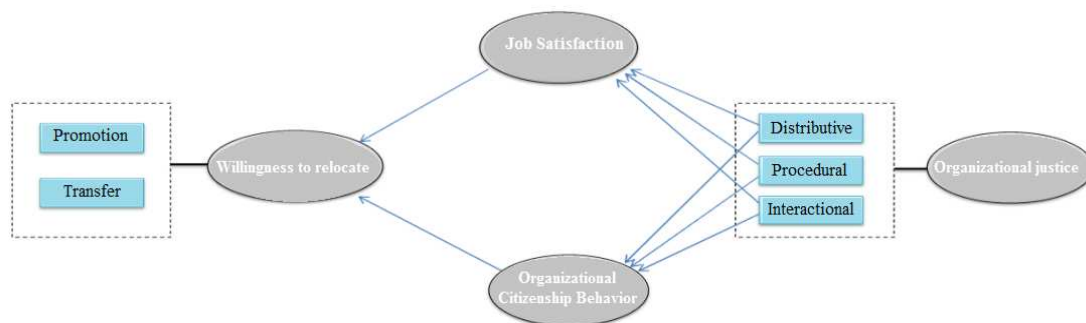 Job Satisfaction
Promotion
Transfer
Willingness to relocate
Distributive
Procedural
Interactional
Organizational justice
Organizational
Citizenship Behavior